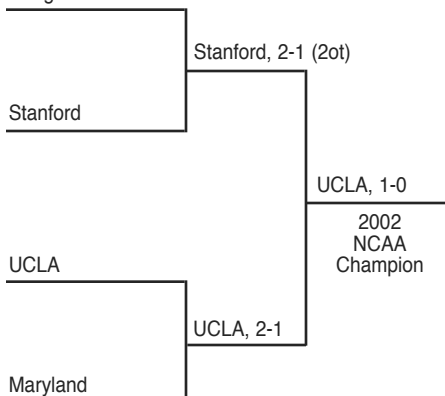 Stanford, 2-1 (2ot)
Stanford
UCLA, 1-0
2002
NCAA
Champion
UCLA
UCLA, 2-1
Maryland